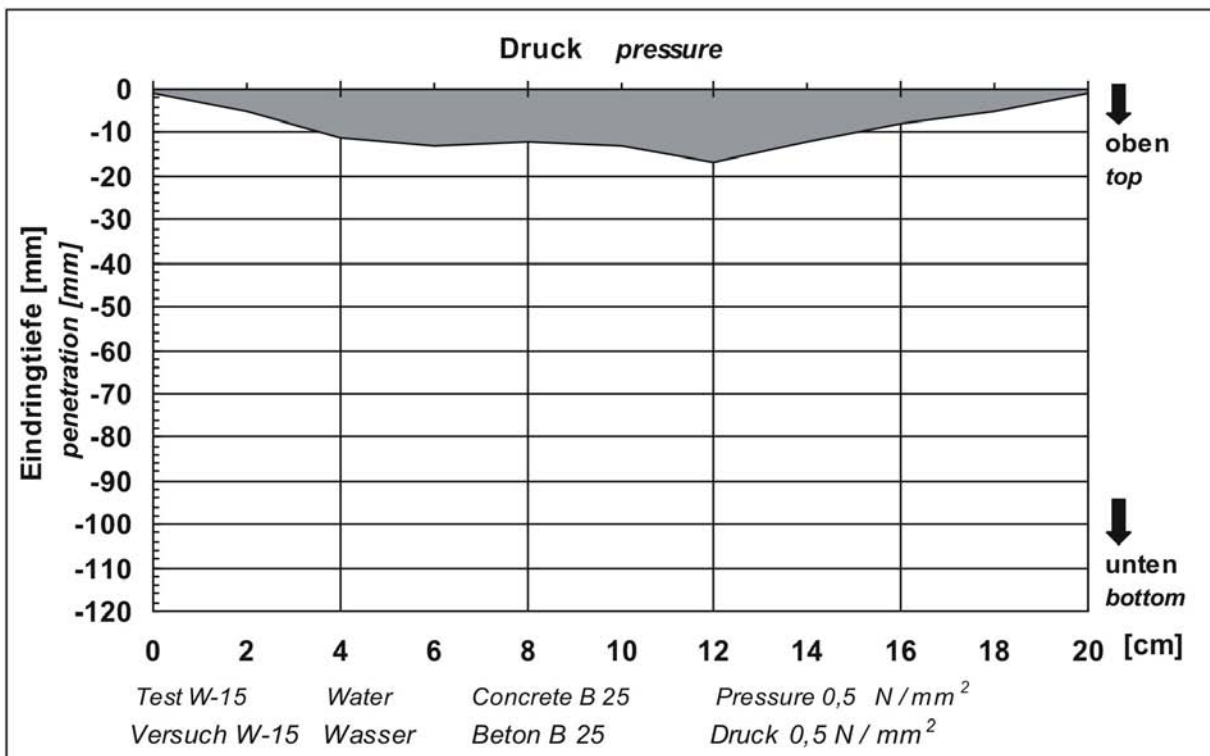 Druck pressure
0
-10
-20
-30
-40
-50
-60
-70
-80
-90
-100
-110
-120
Eindringtiefe [mm]
penetration [mm]
oben
top
unten
bottom
0 2 4 6 8 10 12 14 16 18 20 [cm]
Test W-15 Water Concrete B 25 Pressure 0,5 N / mm²
Versuch W-15 Wasser Beton B 25 Druck 0,5 N / mm²